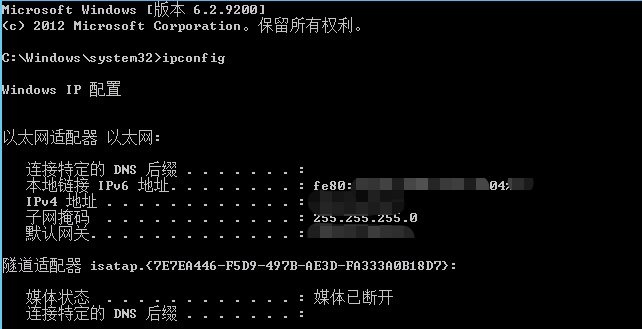 Microsoft Windows [版本 6.2.9200]
(c) 2012 Microsoft Corporation。保留所有权利。
C:\Windows\system32>ipconfig
Windows IP 配置
以太网适配器 以太网:
连接特定的 DNS 后缀 . . . . . . . :
本地链接 IPv6 地址. . . . . . . . : fe80: 04
IPv4 地址 . . . . . . . . . . . . :
子网掩码 . . . . . . . . . . . . : 255.255.255.0
默认网关. . . . . . . . . . . . . :
隧道适配器 isatap.{7E7EA446-F5D9-497B-AE3D-FA333A0B18D7}:
媒体状态 . . . . . . . . . . . . : 媒体已断开
连接特定的 DNS 后缀 . . . . . . . :